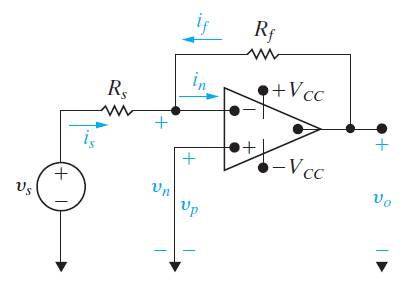 i_f
R_f
R_s
i_n
+V_CC
+
−
i_s
+
+
−V_CC
v_s
+
−
v_n
+
v_p
v_o
−
−
−